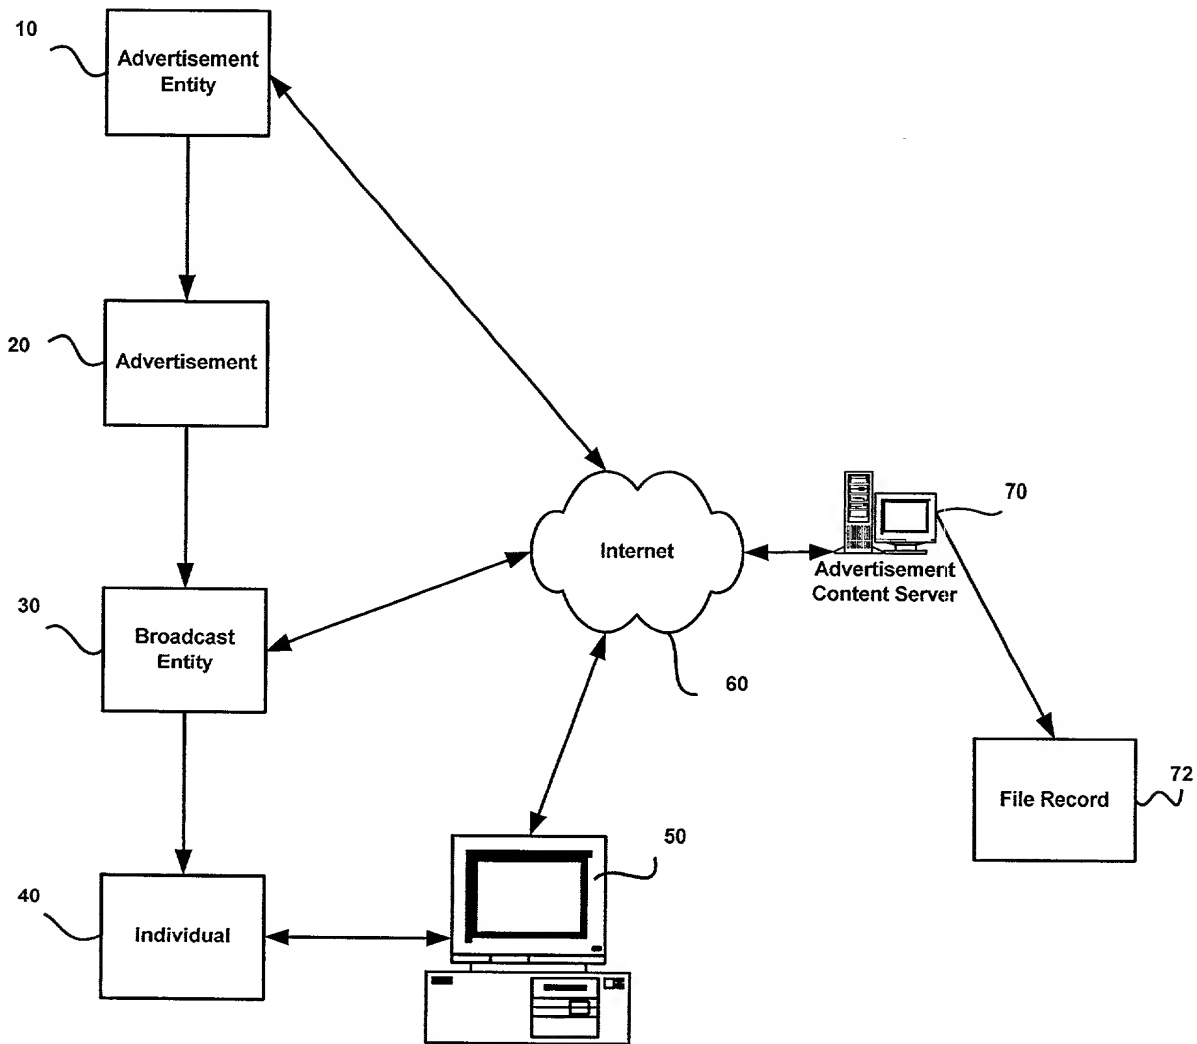 10
Advertisement
Entity
20
Advertisement
Internet
70
Advertisement
Content Server
30
Broadcast
Entity
60
File Record
72
50
40
Individual